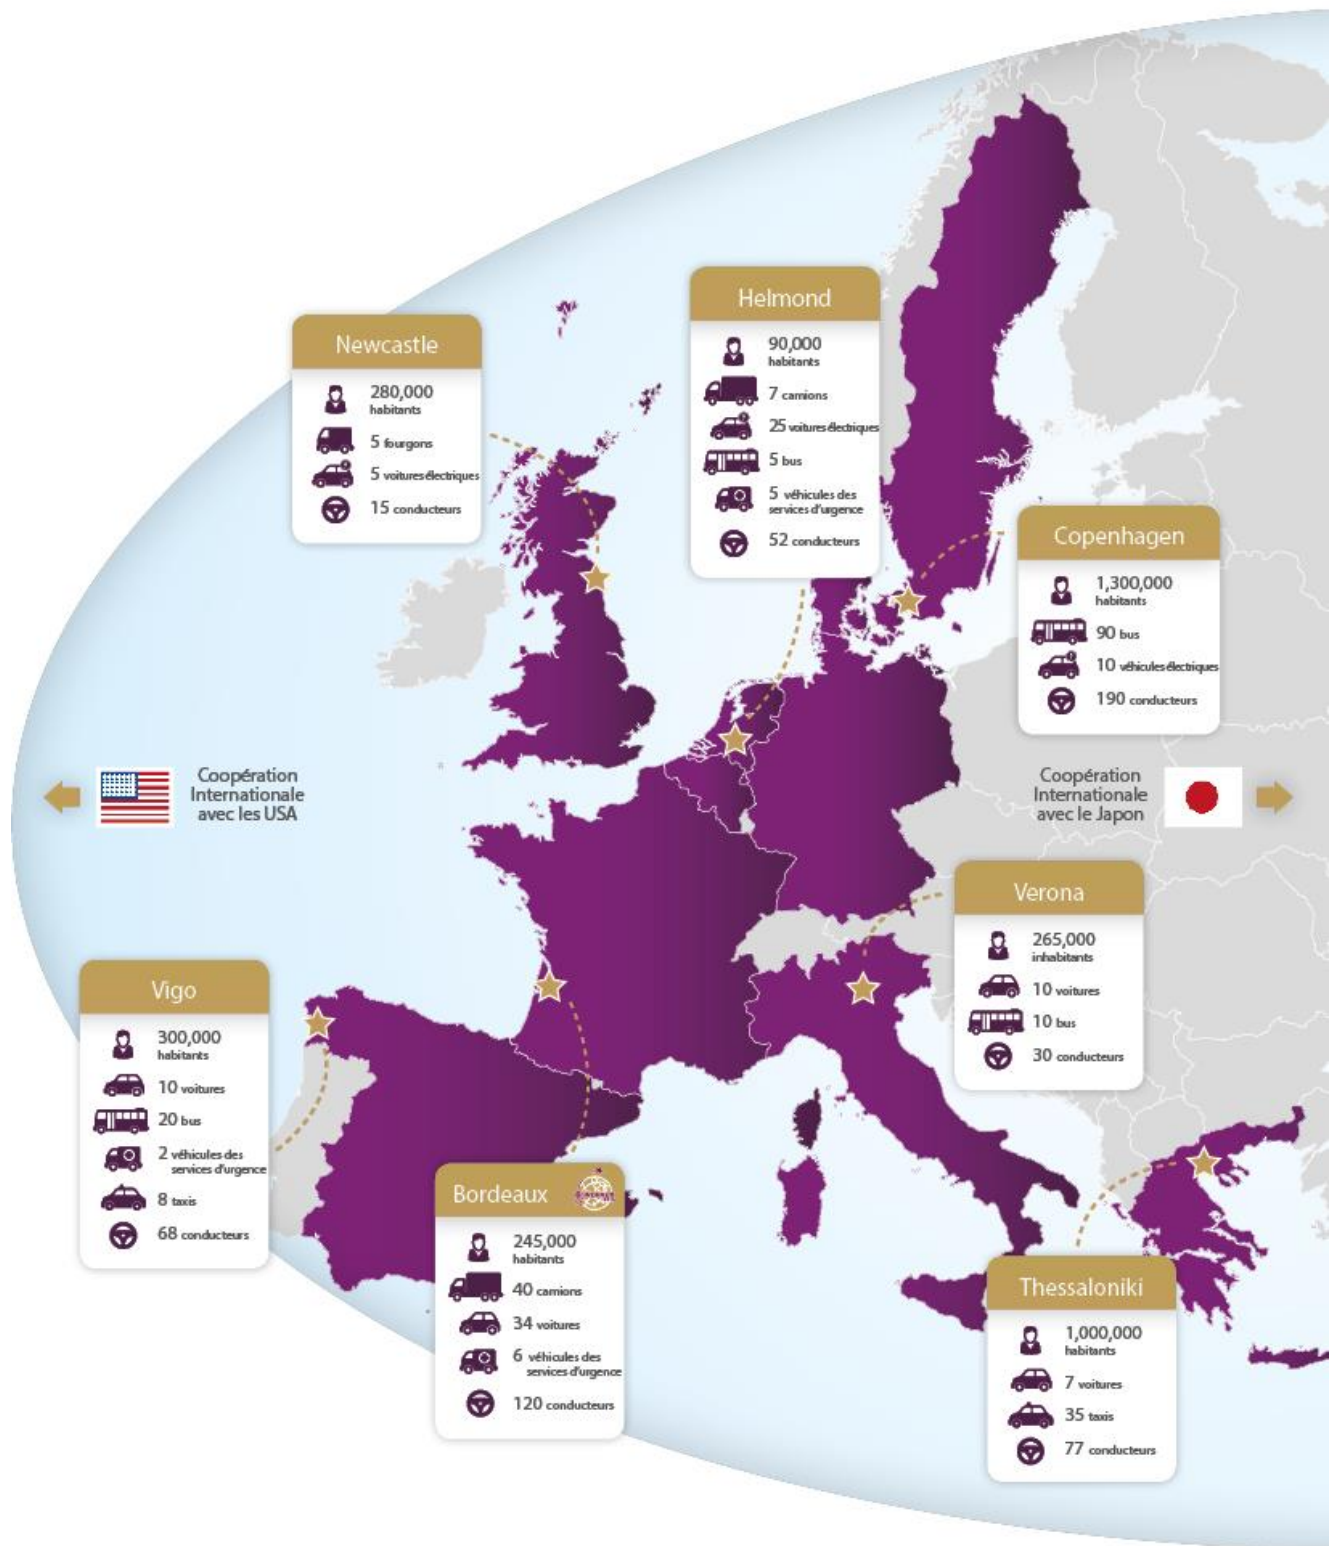 Newcastle
280,000
habitants
5 fourgons
5 voitures électriques
15 conducteurs
Helmond
90,000
habitants
7 camions
25 voitures électriques
5 bus
5 véhicules des
services d'urgence
52 conducteurs
Copenhagen
1,300,000
habitants
90 bus
10 véhicules électriques
190 conducteurs
Coopération
Internationale
avec les USA
Coopération
Internationale
avec le Japon
Verona
265,000
inhabitants
10 voitures
10 bus
30 conducteurs
Vigo
300,000
habitants
10 voitures
20 bus
2 véhicules des
services d'urgence
8 taxis
68 conducteurs
Bordeaux
245,000
habitants
40 camions
34 voitures
6 véhicules des
services d'urgence
120 conducteurs
Thessaloniki
1,000,000
habitants
7 voitures
35 taxis
77 conducteurs